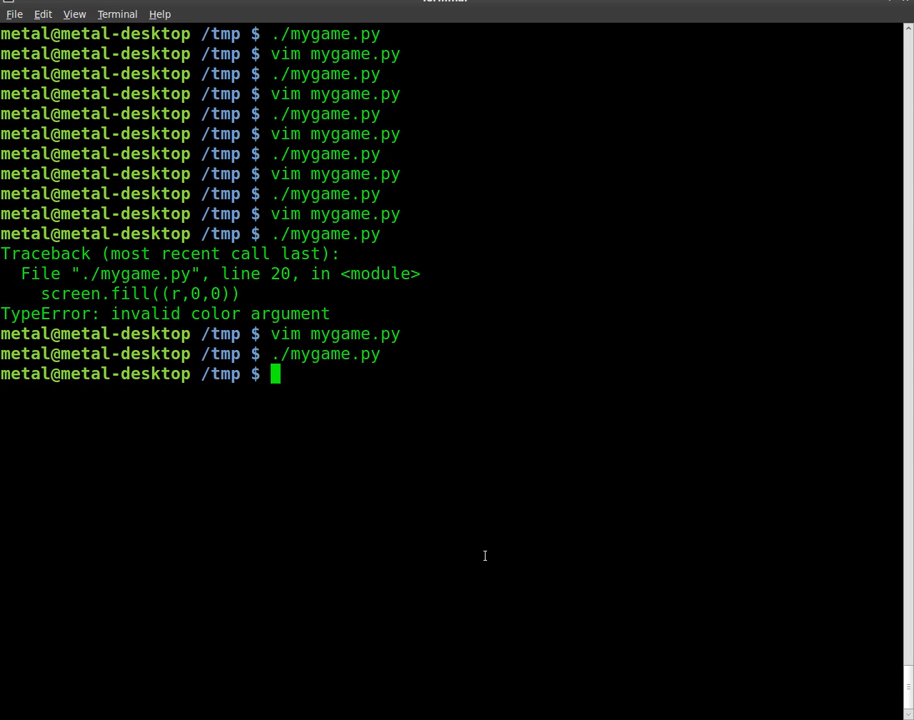 File Edit View Terminal Help
metal@metal-desktop /tmp $ ./mygame.py
metal@metal-desktop /tmp $ vim mygame.py
metal@metal-desktop /tmp $ ./mygame.py
metal@metal-desktop /tmp $ vim mygame.py
metal@metal-desktop /tmp $ ./mygame.py
metal@metal-desktop /tmp $ vim mygame.py
metal@metal-desktop /tmp $ ./mygame.py
metal@metal-desktop /tmp $ vim mygame.py
metal@metal-desktop /tmp $ ./mygame.py
metal@metal-desktop /tmp $ vim mygame.py
metal@metal-desktop /tmp $ ./mygame.py
Traceback (most recent call last):
  File "./mygame.py", line 20, in <module>
    screen.fill((r,0,0))
TypeError: invalid color argument
metal@metal-desktop /tmp $ vim mygame.py
metal@metal-desktop /tmp $ ./mygame.py
metal@metal-desktop /tmp $